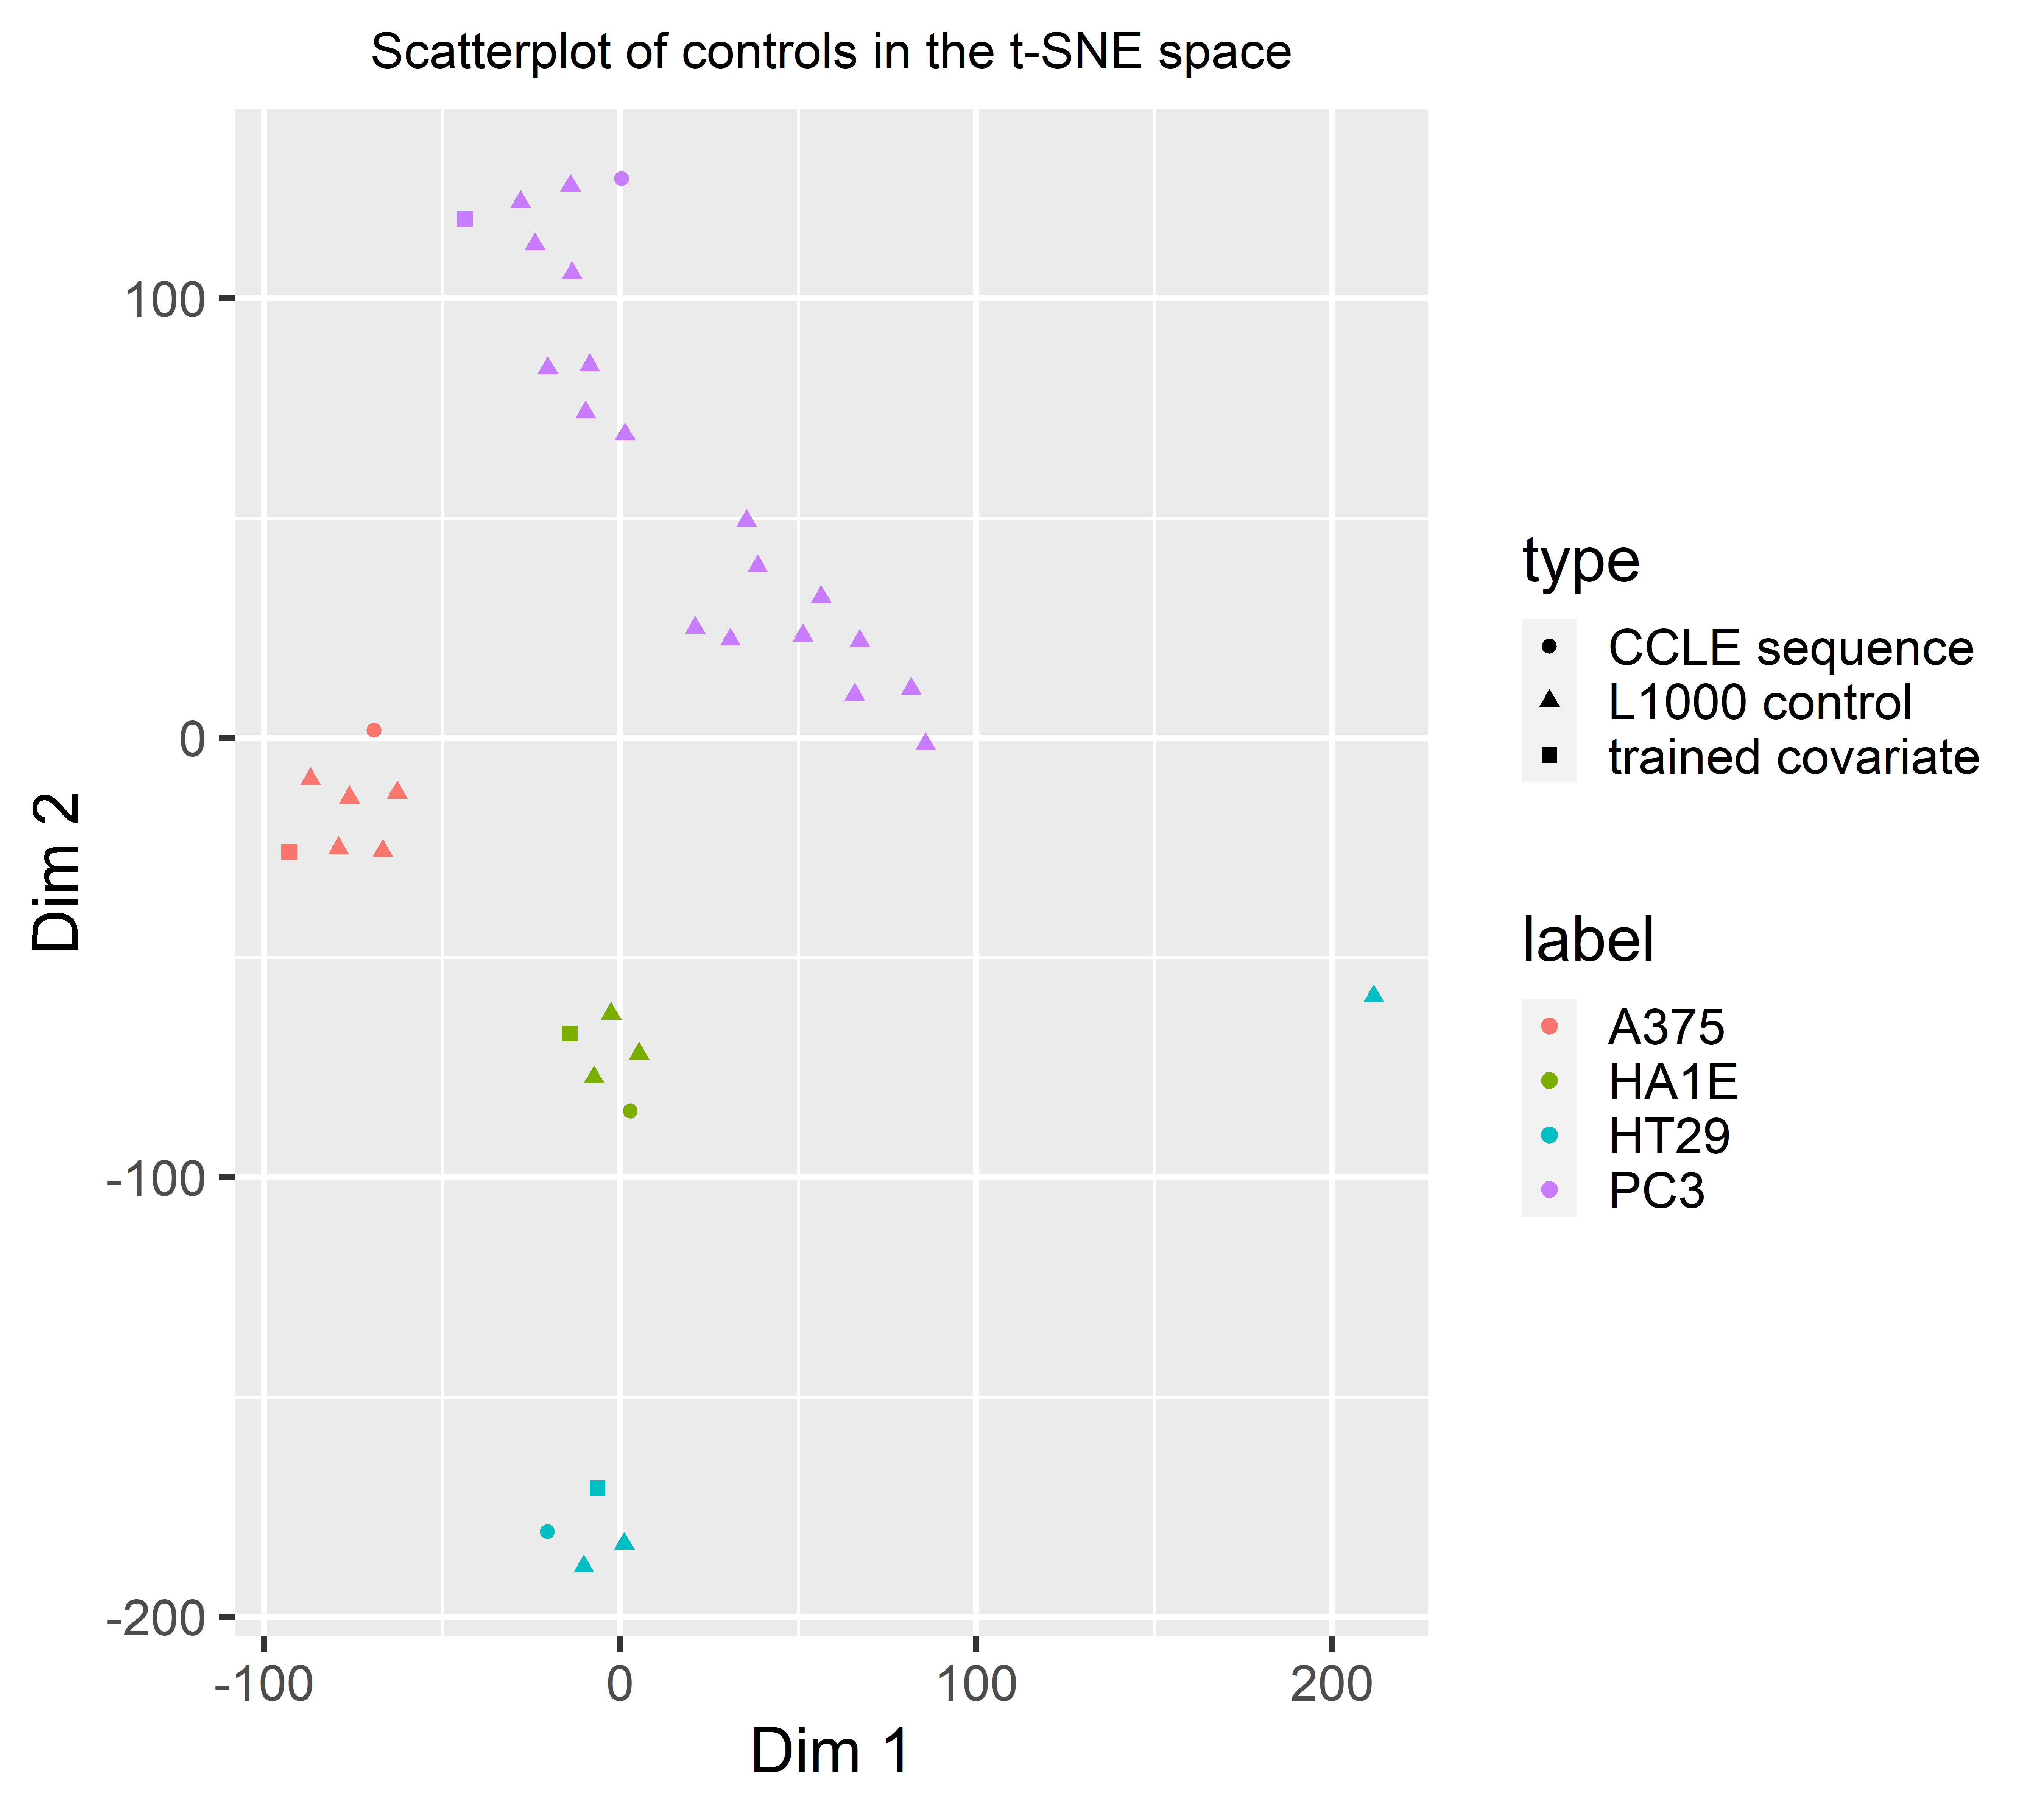 Scatterplot of controls in the t-SNE space
100
0
-100
-200
-100
0
100
200
Dim 1
Dim 2
type
CCLE sequence
L1000 control
trained covariate
label
A375
HA1E
HT29
PC3